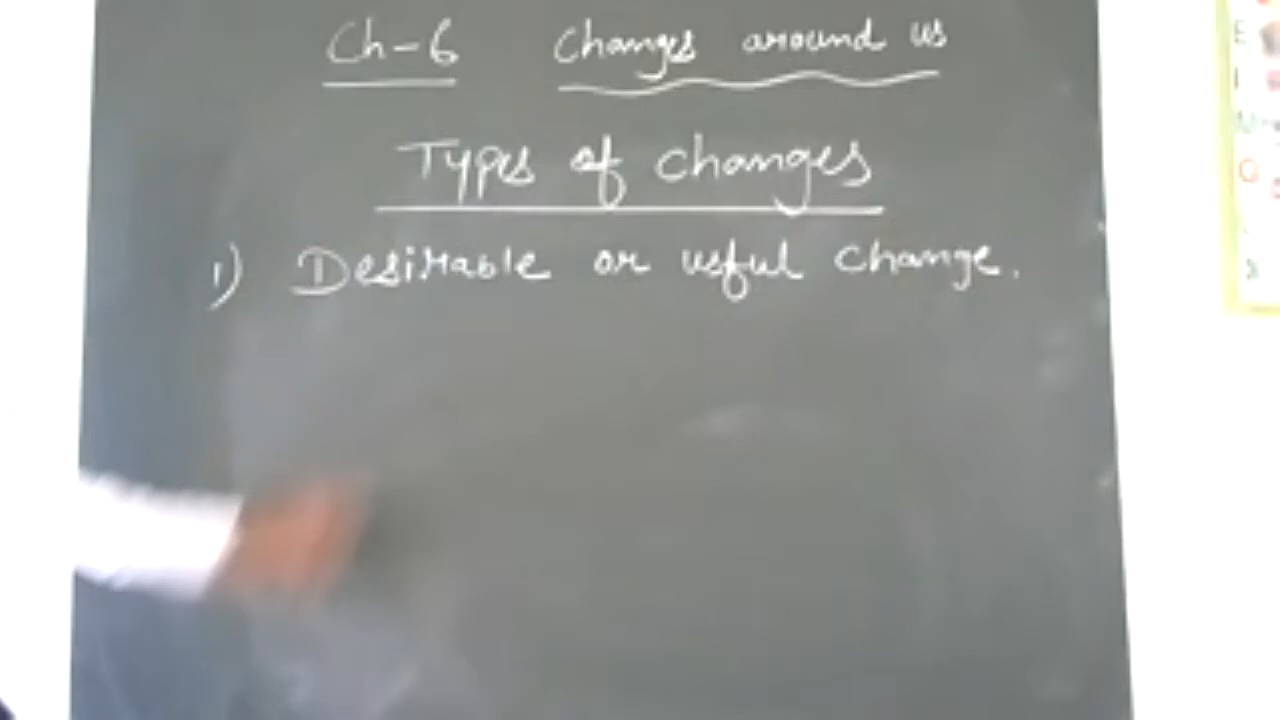 Ch-6 Changes around us
Types of changes
1) Desirable or useful change.